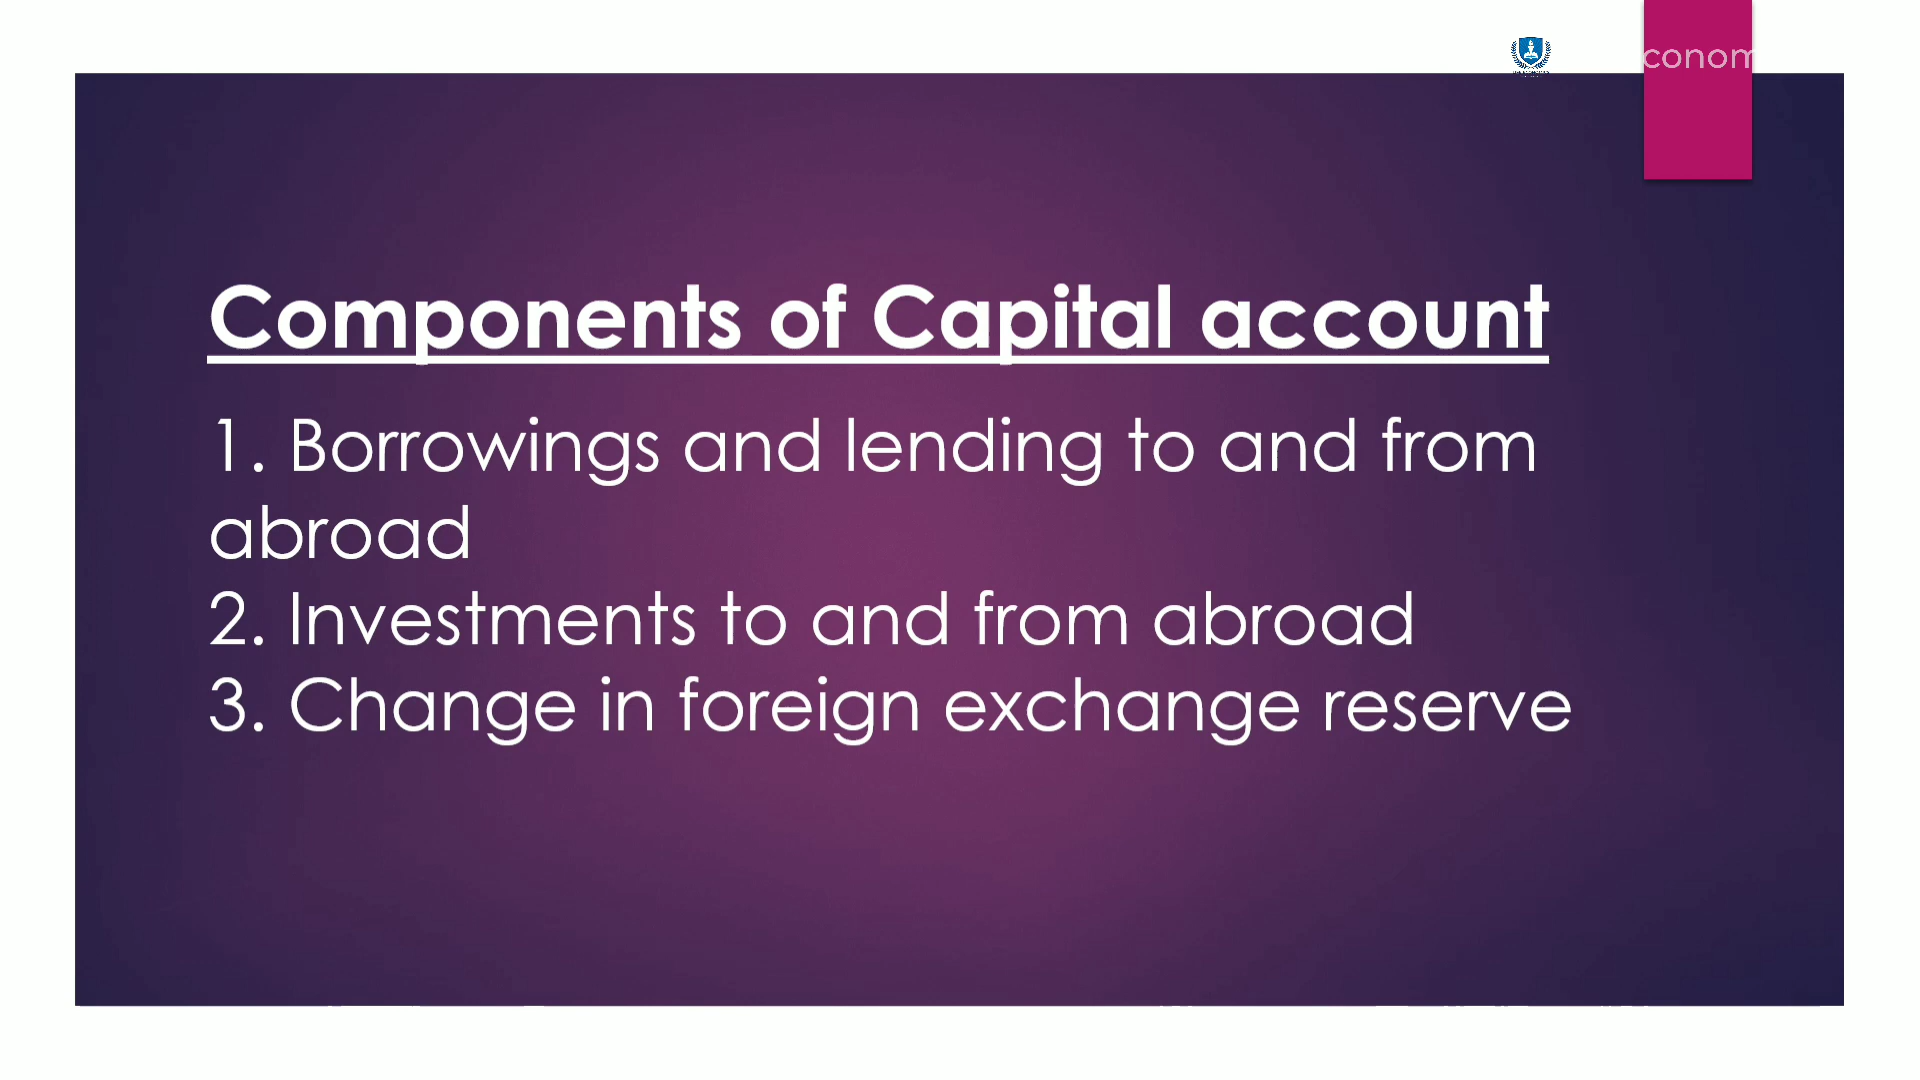 conom
Components of Capital account
1. Borrowings and lending to and from
abroad
2. Investments to and from abroad
3. Change in foreign exchange reserve